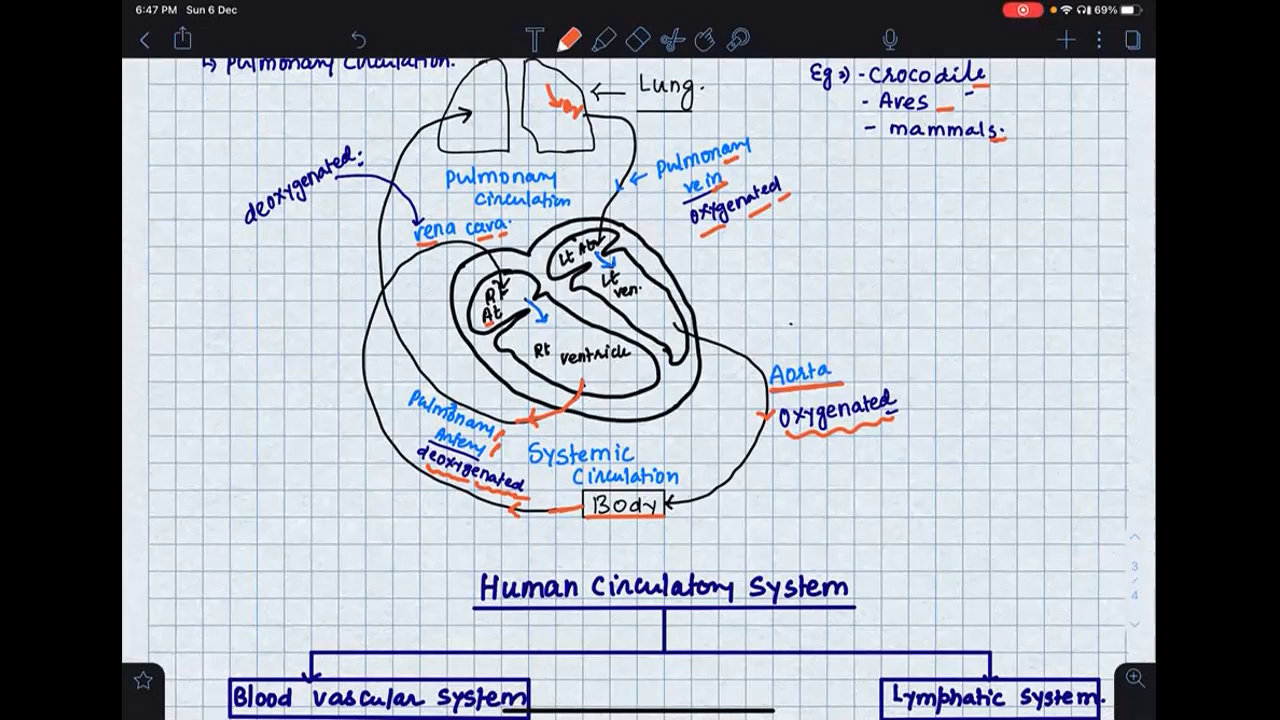 6:47 PM Sun 6 Dec
69%
↳ Pulmonary Circulation.
Lung.
Eg => - Crocodile
- Aves
- mammals.
deoxygenated:
Pulmonary
Circulation
Pulmonary
vein
oxygenated
vena cava.
Lt Atr
Lt
ven.
Rt
At
Rt ventricle
Aorta
oxygenated
Pulmonary
Artery
deoxygenated
Systemic
Circulation
Body
3
/
4
Human Circulatory System
Blood vascular system
Lymphatic System.